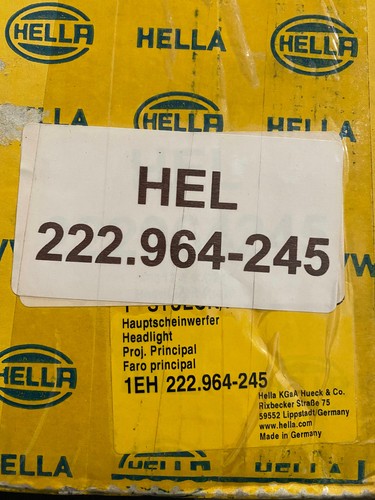 HELLA
HELLA
HELLA
HELLA
HELLA
HEL
222.964-245
Hauptscheinwerfer
Headlight
Proj. Principal
Faro principal
1EH 222.964-245
Hella KGaA Hueck & Co.
Rixbecker Straße 75
59552 Lippstadt/Germany
www.hella.com
Made in Germany
HELLA
HELLA
HELLA
HELLA